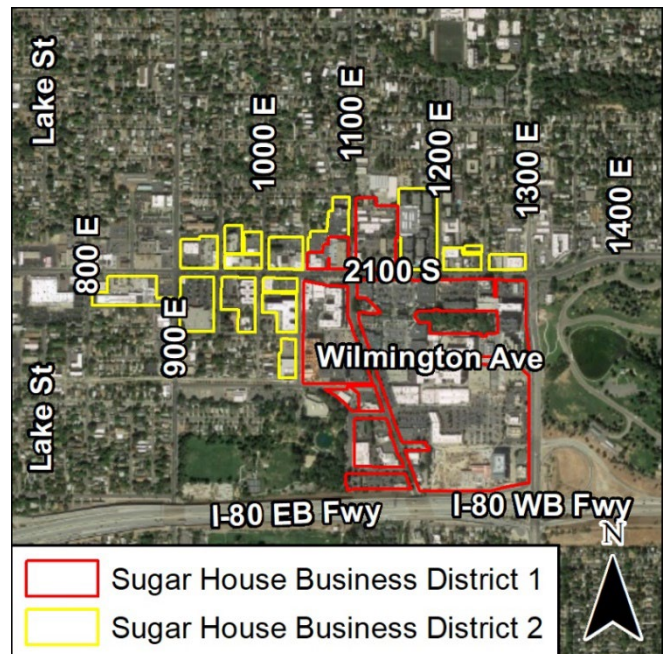 Lake St
1000 E
1100 E
1200 E
1300 E
1400 E
800 E
2100 S
900 E
Wilmington Ave
Lake St
I-80 EB Fwy
I-80 WB Fwy
N
Sugar House Business District 1
Sugar House Business District 2